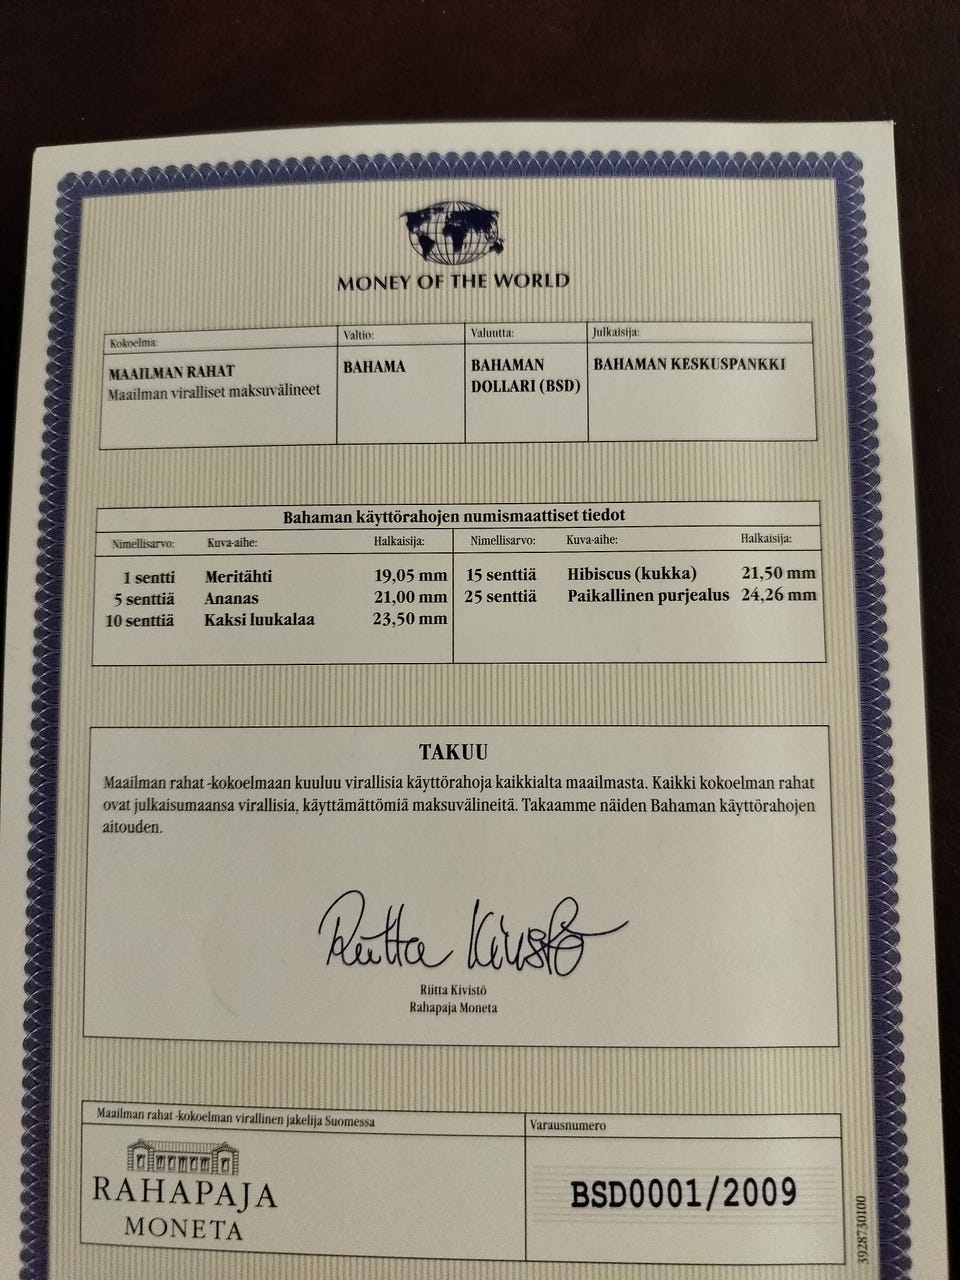 MONEY OF THE WORLD
Kokoelma:
MAAILMAN RAHAT
Maailman viralliset maksuvälineet
Valtio:
BAHAMA
Valuutta:
BAHAMAN
DOLLARI (BSD)
Julkaisija:
BAHAMAN KESKUSPANKKI
Bahaman käyttörahojen numismaattiset tiedot
Nimellisarvo: Kuva-aihe: Halkaisija: Nimellisarvo: Kuva-aihe: Halkaisija:
1 sentti Meritähti 19,05 mm 15 senttiä Hibiscus (kukka) 21,50 mm
5 senttiä Ananas 21,00 mm 25 senttiä Paikallinen purjealus 24,26 mm
10 senttiä Kaksi luukalaa 23,50 mm
TAKUU
Maailman rahat -kokoelmaan kuuluu virallisia käyttörahoja kaikkialta maailmasta. Kaikki kokoelman rahat
ovat julkaisumaansa virallisia, käyttämättömiä maksuvälineitä. Takaamme näiden Bahaman käyttörahojen
aitouden.
Riitta Kivistö
Riitta Kivistö
Rahapaja Moneta
Maailman rahat -kokoelman virallinen jakelija Suomessa
RAHAPAJA
MONETA
Varausnumero
BSD0001/2009
3928730100